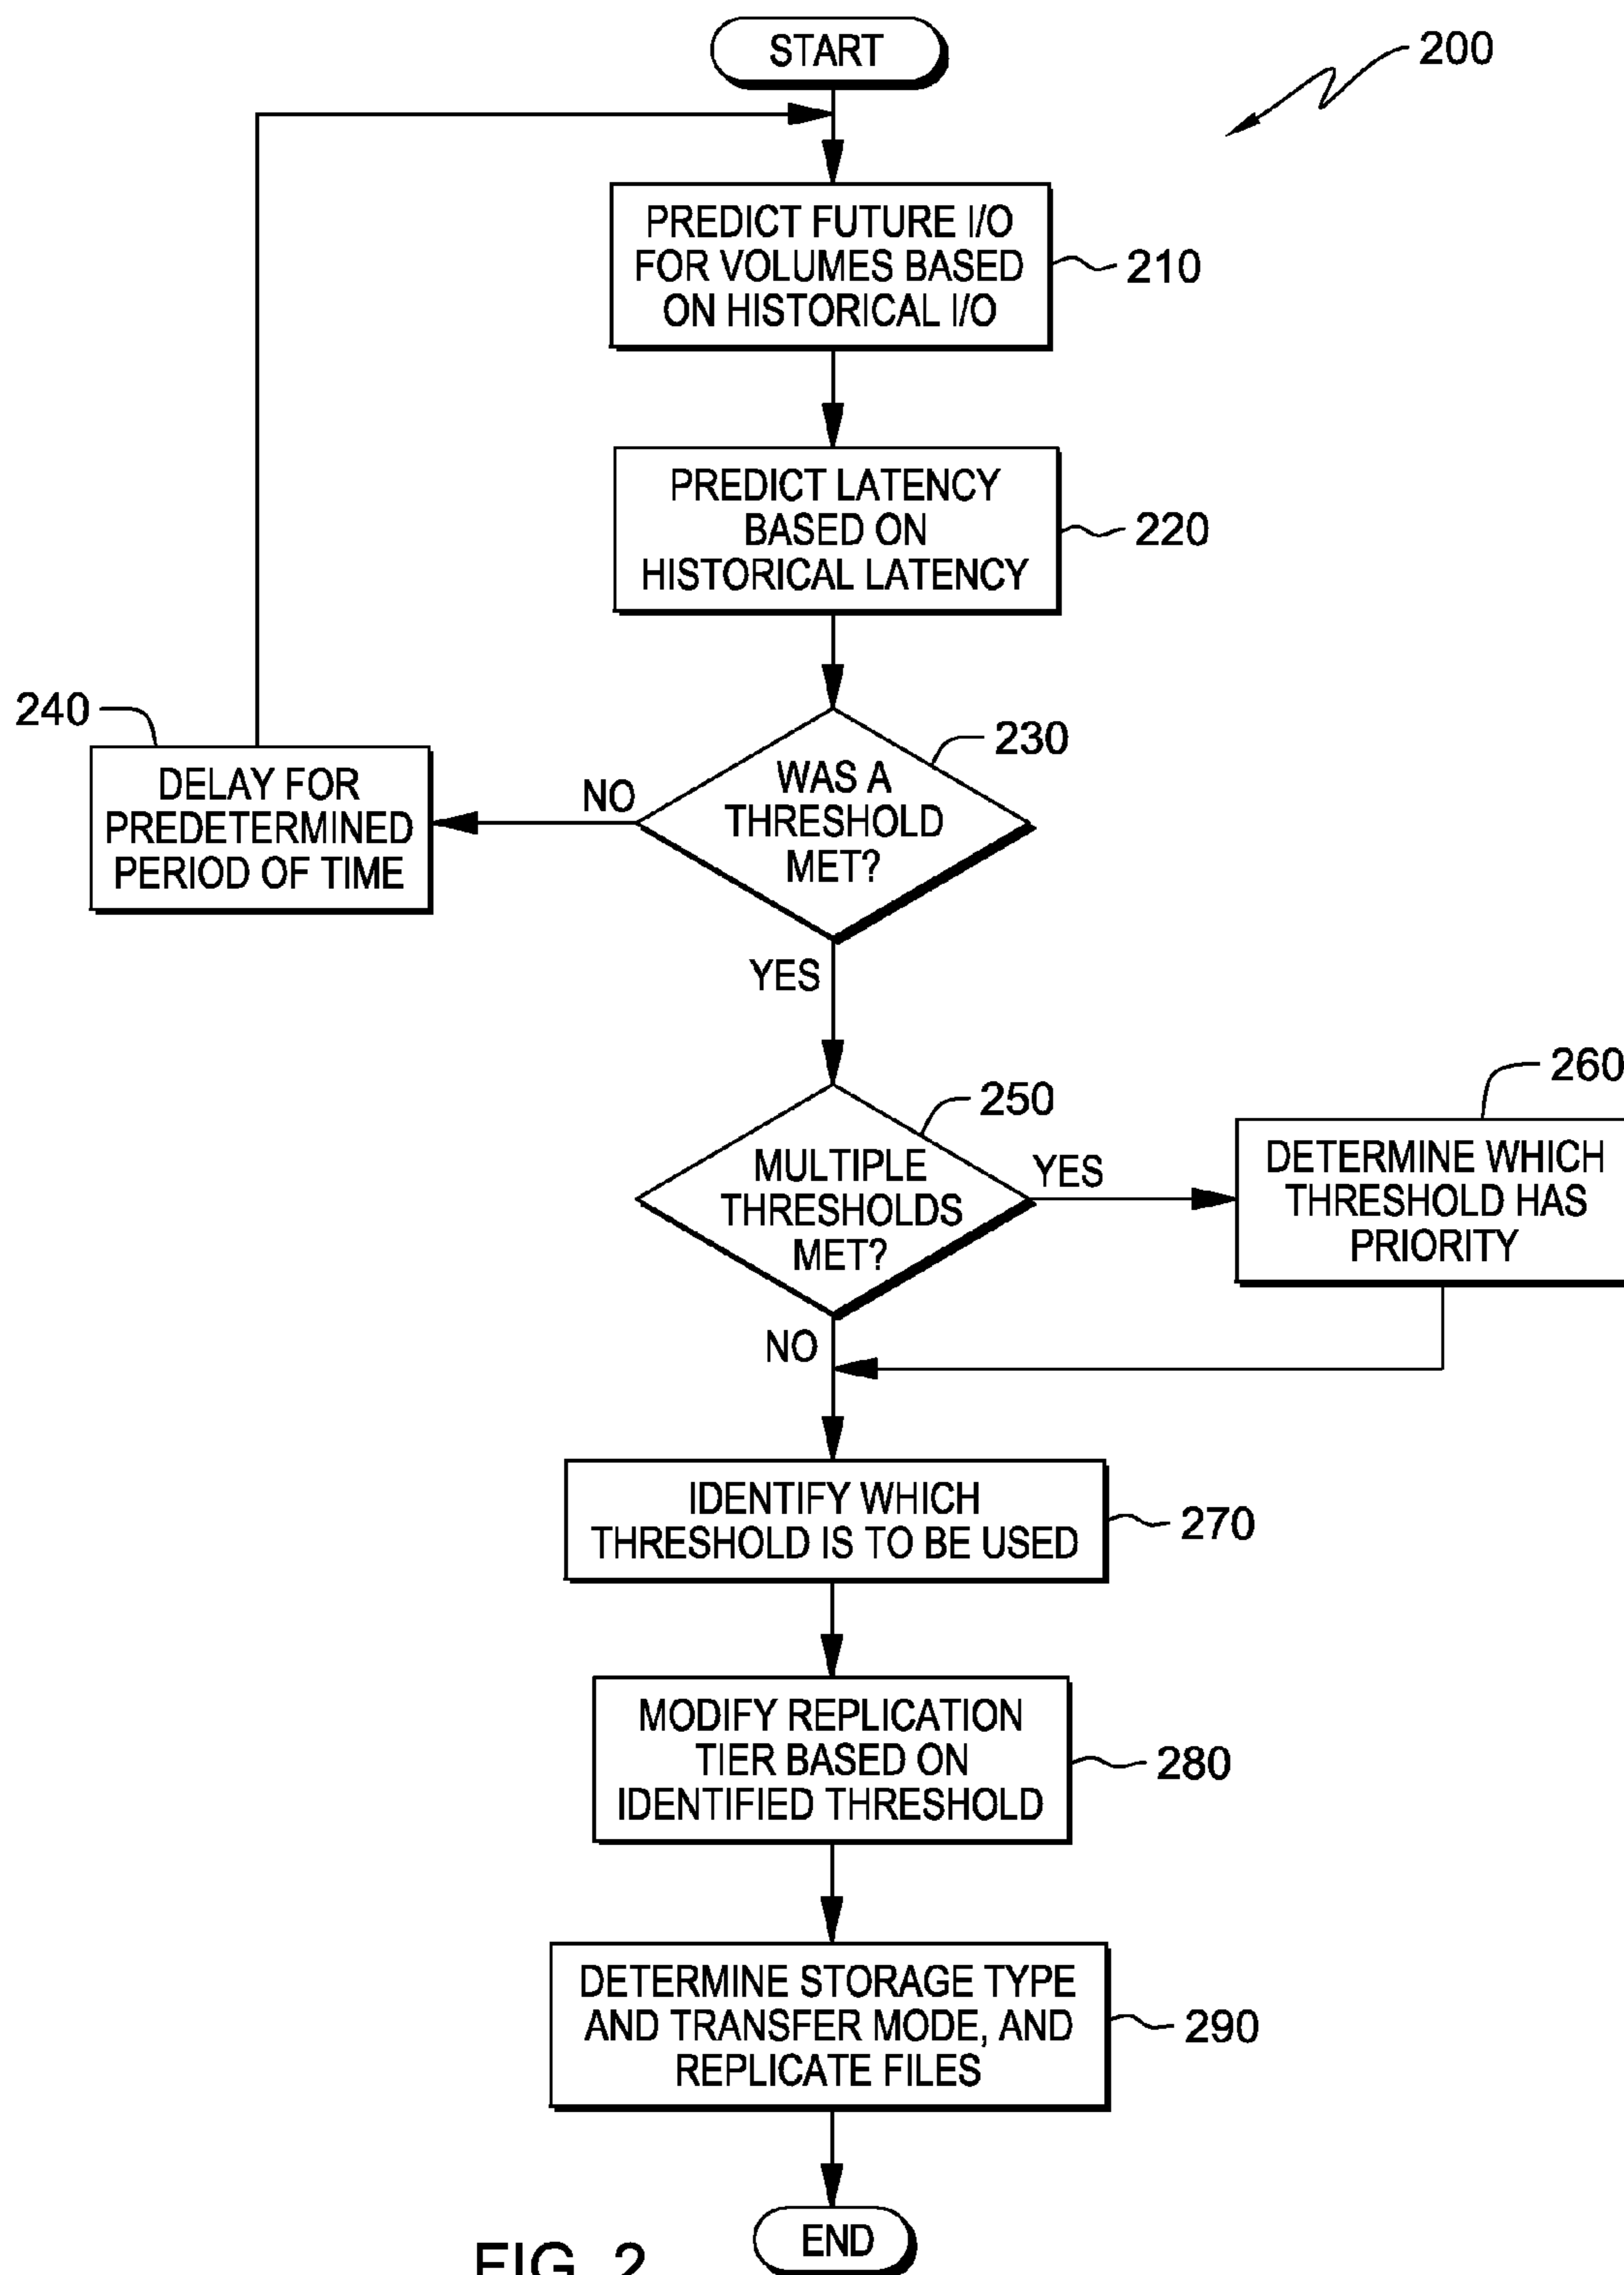 START
200
PREDICT FUTURE I/O
FOR VOLUMES BASED
ON HISTORICAL I/O
210
PREDICT LATENCY
BASED ON
HISTORICAL LATENCY
220
240
DELAY FOR
PREDETERMINED
PERIOD OF TIME
NO
WAS A
THRESHOLD
MET?
230
YES
250
MULTIPLE
THRESHOLDS
MET?
YES
260
DETERMINE WHICH
THRESHOLD HAS
PRIORITY
NO
IDENTIFY WHICH
THRESHOLD IS TO BE USED
270
MODIFY REPLICATION
TIER BASED ON
IDENTIFIED THRESHOLD
280
DETERMINE STORAGE TYPE
AND TRANSFER MODE, AND
REPLICATE FILES
290
END
FIG. 2